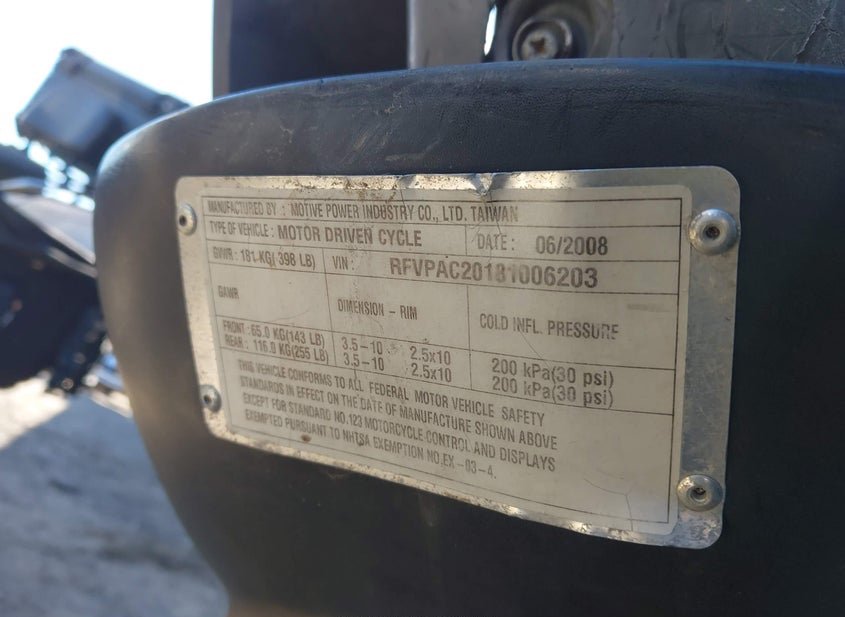 MANUFACTURED BY : MOTIVE POWER INDUSTRY CO., LTD. TAIWAN
TYPE OF VEHICLE : MOTOR DRIVEN CYCLE DATE : 06/2008
GVWR : 181 KG( 398 LB) VIN : RFVPAC20181006203
GAWR DIMENSION - RIM COLD INFL. PRESSURE
FRONT : 65.0 KG(143 LB) 3.5-10 2.5x10 200 kPa(30 psi)
REAR : 116.0 KG(255 LB) 3.5-10 2.5x10 200 kPa(30 psi)
THIS VEHICLE CONFORMS TO ALL FEDERAL MOTOR VEHICLE SAFETY
STANDARDS IN EFFECT ON THE DATE OF MANUFACTURE SHOWN ABOVE
EXCEPT FOR STANDARD NO.123 MOTORCYCLE CONTROL AND DISPLAYS
EXEMPTED PURSUANT TO NHTSA EXEMPTION NO.EX -03-4.